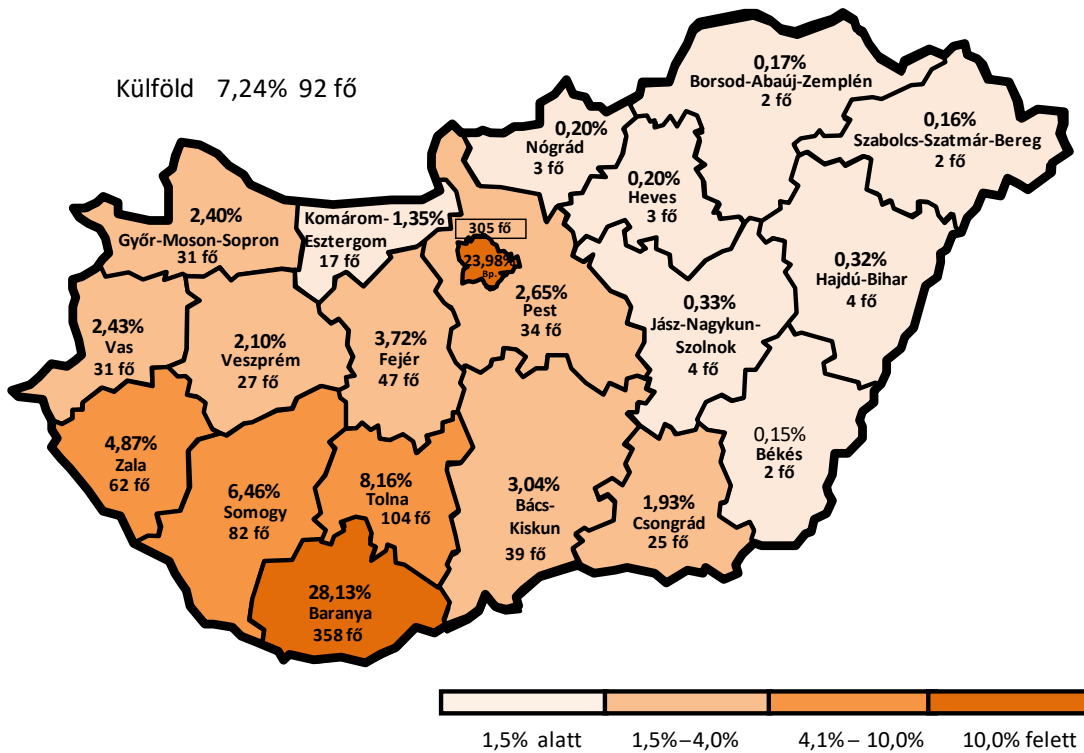 Külföld 7,24% 92 fő
0,17%
Borsod-Abaúj-Zemplén
2 fő
0,16%
Szabolcs-Szatmár-Bereg
2 fő
0,20%
Nógrád
3 fő
0,20%
Heves
3 fő
2,40%
Győr-Moson-Sopron
31 fő
Komárom- 1,35%
Esztergom
17 fő
305 fő
23,98%
Bp.
2,65%
Pest
34 fő
0,33%
Jász-Nagykun-
Szolnok
4 fő
0,32%
Hajdú-Bihar
4 fő
2,43%
Vas
31 fő
2,10%
Veszprém
27 fő
3,72%
Fejér
47 fő
4,87%
Zala
62 fő
6,46%
Somogy
82 fő
8,16%
Tolna
104 fő
3,04%
Bács-
Kiskun
39 fő
1,93%
Csongrád
25 fő
0,15%
Békés
2 fő
28,13%
Baranya
358 fő
1,5% alatt 1,5%–4,0% 4,1% – 10,0% 10,0% felett